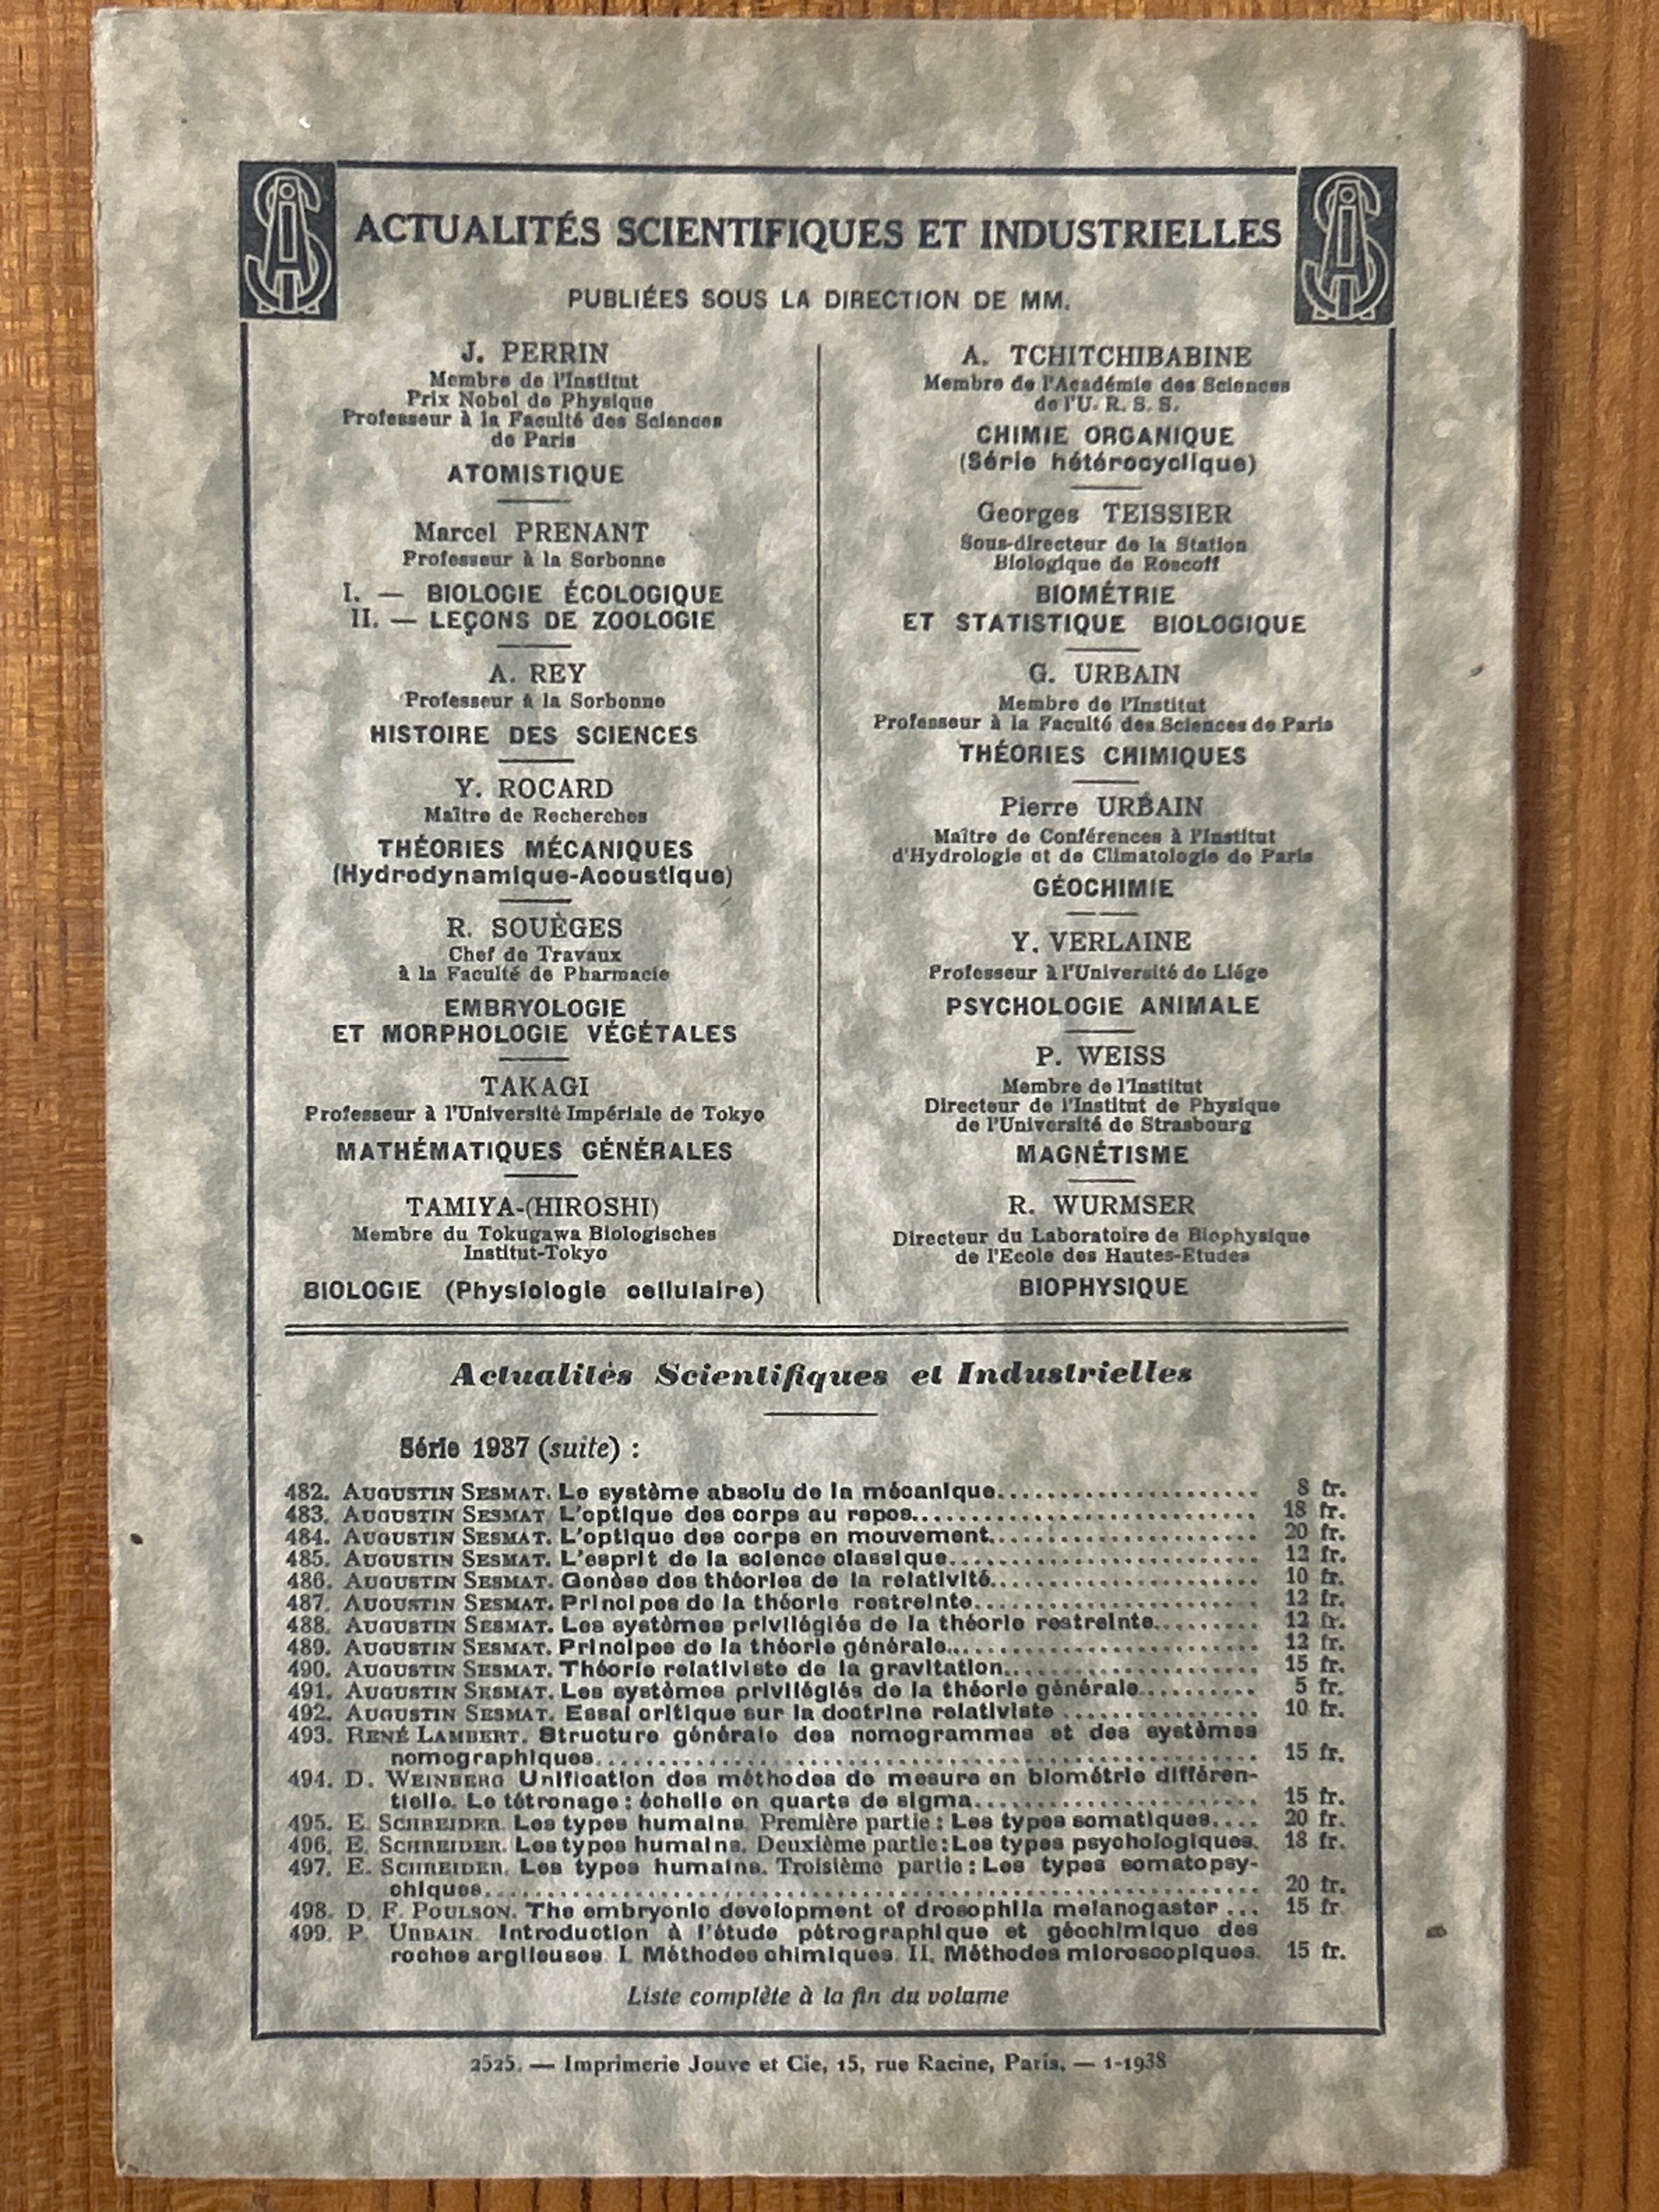 ACTUALITÉS SCIENTIFIQUES ET INDUSTRIELLES
PUBLIÉES SOUS LA DIRECTION DE MM.
J. PERRIN
Membre de l'Institut
Prix Nobel de Physique
Professeur à la Faculté des Sciences
de Paris
ATOMISTIQUE
Marcel PRENANT
Professeur à la Sorbonne
I. — BIOLOGIE ÉCOLOGIQUE
II. — LEÇONS DE ZOOLOGIE
A. REY
Professeur à la Sorbonne
HISTOIRE DES SCIENCES
Y. ROCARD
Maître de Recherches
THÉORIES MÉCANIQUES
(Hydrodynamique-Acoustique)
R. SOUÈGES
Chef de Travaux
à la Faculté de Pharmacie
EMBRYOLOGIE
ET MORPHOLOGIE VÉGÉTALES
TAKAGI
Professeur à l'Université Impériale de Tokyo
MATHÉMATIQUES GÉNÉRALES
TAMIYA-(HIROSHI)
Membre du Tokugawa Biologisches
Institut-Tokyo
BIOLOGIE (Physiologie cellulaire)
A. TCHITCHIBABINE
Membre de l'Académie des Sciences
de l'U. R. S. S.
CHIMIE ORGANIQUE
(Série hétérocyclique)
Georges TEISSIER
Sous-directeur de la Station
Biologique de Roscoff
BIOMÉTRIE
ET STATISTIQUE BIOLOGIQUE
G. URBAIN
Membre de l'Institut
Professeur à la Faculté des Sciences de Paris
THÉORIES CHIMIQUES
Pierre URBAIN
Maître de Conférences à l'Institut
d'Hydrologie et de Climatologie de Paris
GÉOCHIMIE
Y. VERLAINE
Professeur à l'Université de Liége
PSYCHOLOGIE ANIMALE
P. WEISS
Membre de l'Institut
Directeur de l'Institut de Physique
de l'Université de Strasbourg
MAGNÉTISME
R. WURMSER
Directeur du Laboratoire de Biophysique
de l'Ecole des Hautes-Etudes
BIOPHYSIQUE
Actualités Scientifiques et Industrielles
Série 1937 (suite) :
482. AUGUSTIN SESMAT. Le système absolu de la mécanique.................... 8 fr.
483. AUGUSTIN SESMAT. L'optique des corps au repos.......................... 18 fr.
484. AUGUSTIN SESMAT. L'optique des corps en mouvement.................... 20 fr.
485. AUGUSTIN SESMAT. L'esprit de la science classique....................... 12 fr.
486. AUGUSTIN SESMAT. Genèse des théories de la relativité.................... 10 fr.
487. AUGUSTIN SESMAT. Principes de la théorie restreinte..................... 12 fr.
488. AUGUSTIN SESMAT. Les systèmes privilégiés de la théorie restreinte......... 12 fr.
489. AUGUSTIN SESMAT. Principes de la théorie générale....................... 12 fr.
490. AUGUSTIN SESMAT. Théorie relativiste de la gravitation................... 15 fr.
491. AUGUSTIN SESMAT. Les systèmes privilégiés de la théorie générale.......... 5 fr.
492. AUGUSTIN SESMAT. Essai critique sur la doctrine relativiste ............... 10 fr.
493. RENÉ LAMBERT. Structure générale des nomogrammes et des systèmes
nomographiques.................................................. 15 fr.
494. D. WEINBERG Unification des méthodes de mesure en biométrie différen-
tielle. Le tétronage : échelle en quarts de sigma...................... 15 fr.
495. E. SCHREIDER. Les types humains. Première partie : Les types somatiques.... 20 fr.
496. E. SCHREIDER. Les types humains. Deuxième partie : Les types psychologiques. 18 fr.
497. E. SCHREIDER. Les types humains. Troisième partie : Les types somatopsy-
chiques......................................................... 20 fr.
498. D. F. POULSON. The embryonic development of drosophila melanogaster ... 15 fr.
499. P. URBAIN. Introduction à l'étude pétrographique et géochimique des
roches argileuses. I. Méthodes chimiques. II. Méthodes microscopiques. 15 fr.
Liste complète à la fin du volume
2525. — Imprimerie Jouve et Cie, 15, rue Racine, Paris. — 1-1938